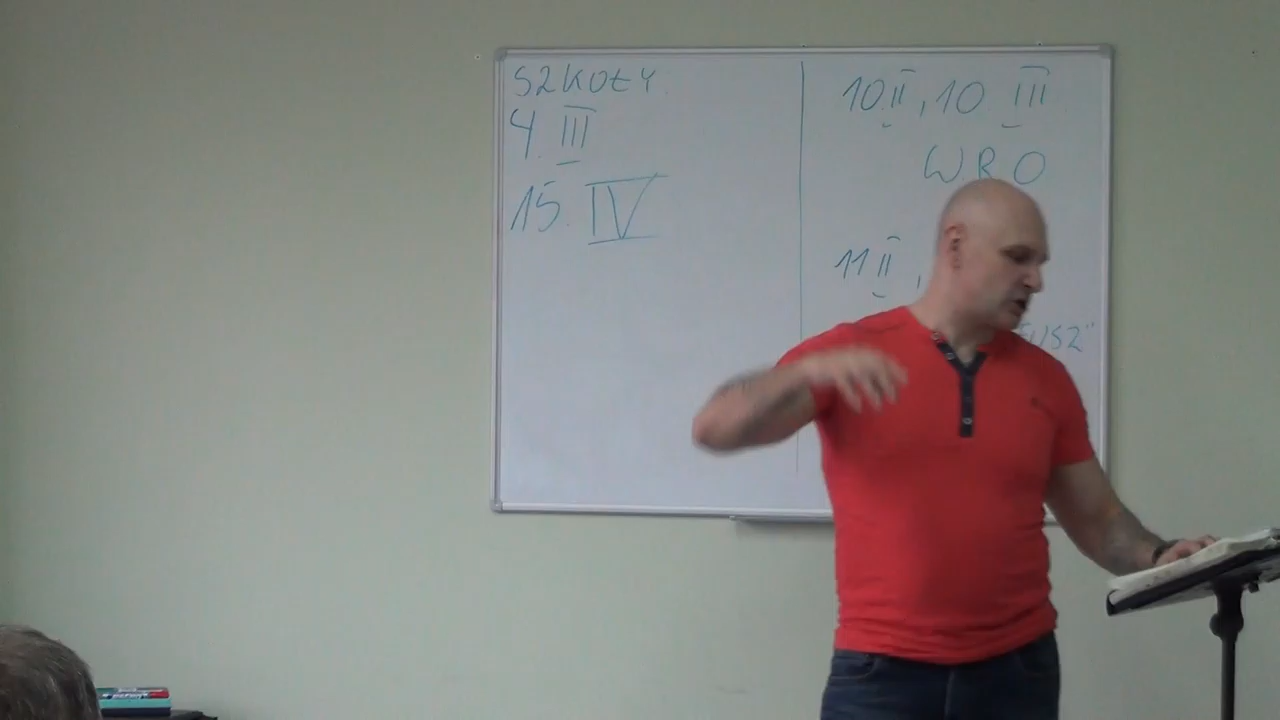 SZKOŁY.
4. III
15. IV
10.II, 10 III
WRO
11 II,